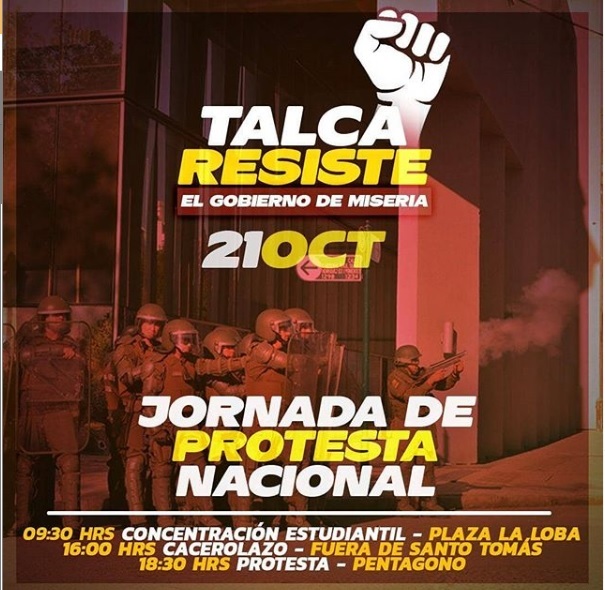 TALCA
RESISTE
EL GOBIERNO DE MISERIA
21OCT
JORNADA DE
PROTESTA
NACIONAL
09:30 HRS CONCENTRACIÓN ESTUDIANTIL - PLAZA LA LOBA
16:00 HRS CACEROLAZO - FUERA DE SANTO TOMÁS
18:30 HRS PROTESTA - PENTAGONO